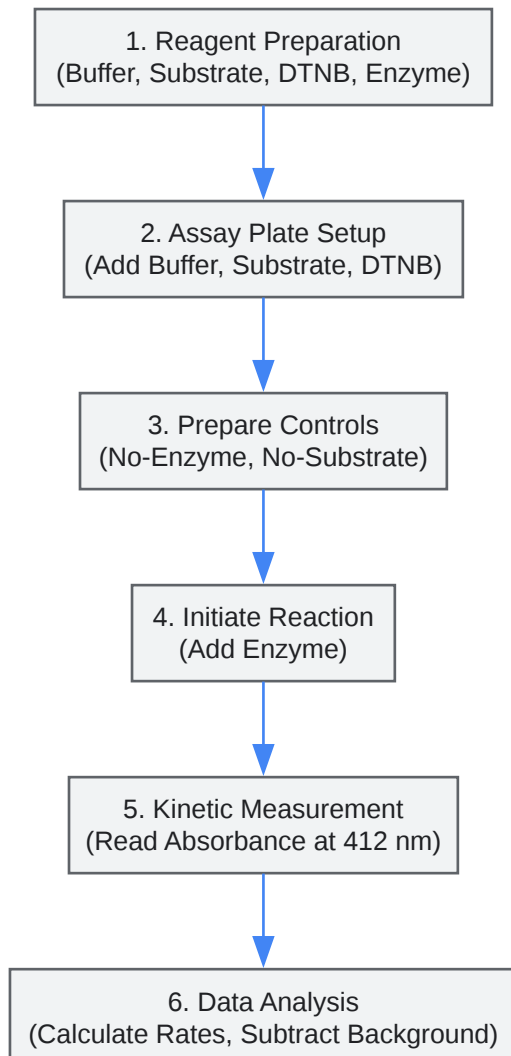 1. Reagent Preparation
(Buffer, Substrate, DTNB, Enzyme)
2. Assay Plate Setup
(Add Buffer, Substrate, DTNB)
3. Prepare Controls
(No-Enzyme, No-Substrate)
4. Initiate Reaction
(Add Enzyme)
5. Kinetic Measurement
(Read Absorbance at 412 nm)
6. Data Analysis
(Calculate Rates, Subtract Background)